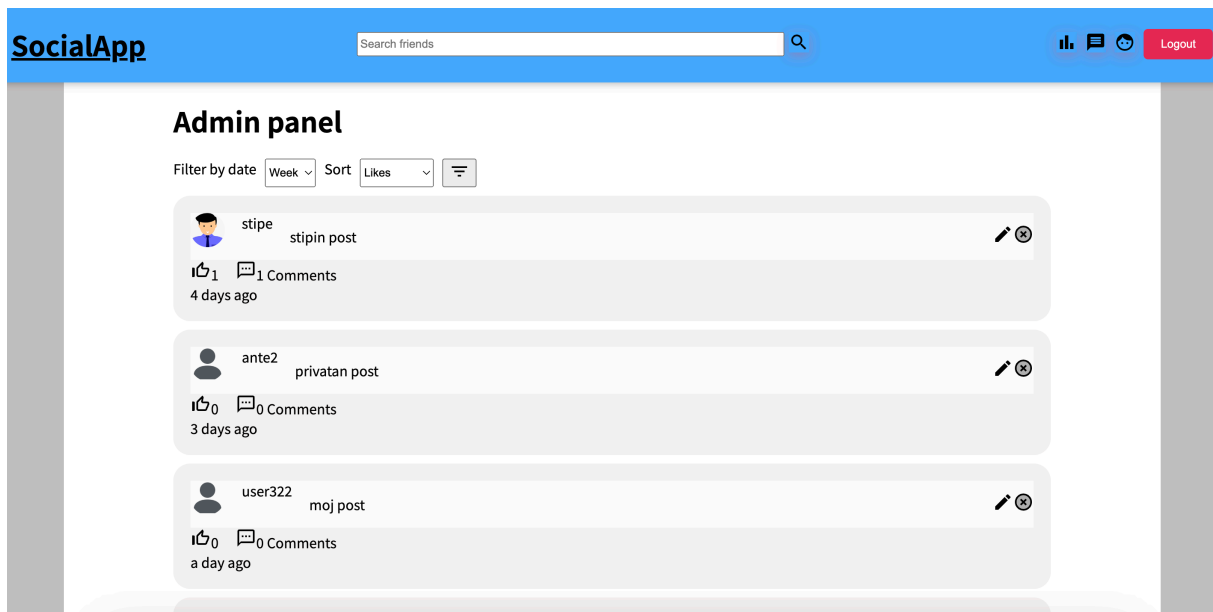 SocialApp
Search friends
Logout
Admin panel
Filter by date Week Sort Likes
stipe
stipin post
1 1 Comments
4 days ago
ante2
privatan post
0 0 Comments
3 days ago
user322
moj post
0 0 Comments
a day ago